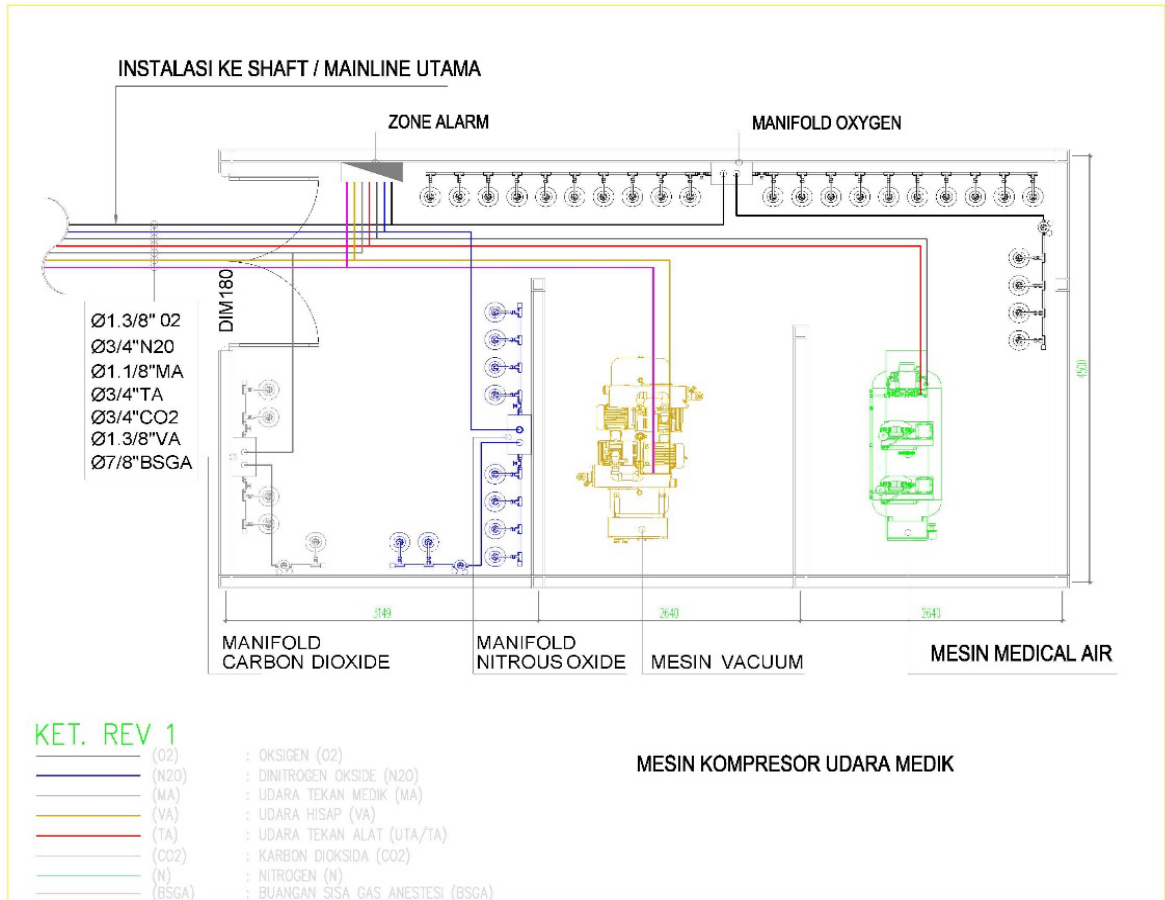 INSTALASI KE SHAFT / MAINLINE UTAMA
ZONE ALARM
MANIFOLD OXYGEN
DIM180
Ø1.3/8" 02
Ø3/4"N20
Ø1.1/8"MA
Ø3/4"TA
Ø3/4"CO2
Ø1.3/8"VA
Ø7/8"BSGA
4500
3149
2640
2640
MANIFOLD
CARBON DIOXIDE
MANIFOLD
NITROUS OXIDE
MESIN VACUUM
MESIN MEDICAL AIR
KET. REV 1
(O2) : OKSIGEN (O2)
(N2O) : DINITROGEN OKSIDE (N2O)
(MA) : UDARA TEKAN MEDIK (MA)
(VA) : UDARA HISAP (VA)
(TA) : UDARA TEKAN ALAT (UTA/TA)
(CO2) : KARBON DIOKSIDA (CO2)
(N) : NITROGEN (N)
(BSGA) : BUANGAN SISA GAS ANESTESI (BSGA)
MESIN KOMPRESOR UDARA MEDIK